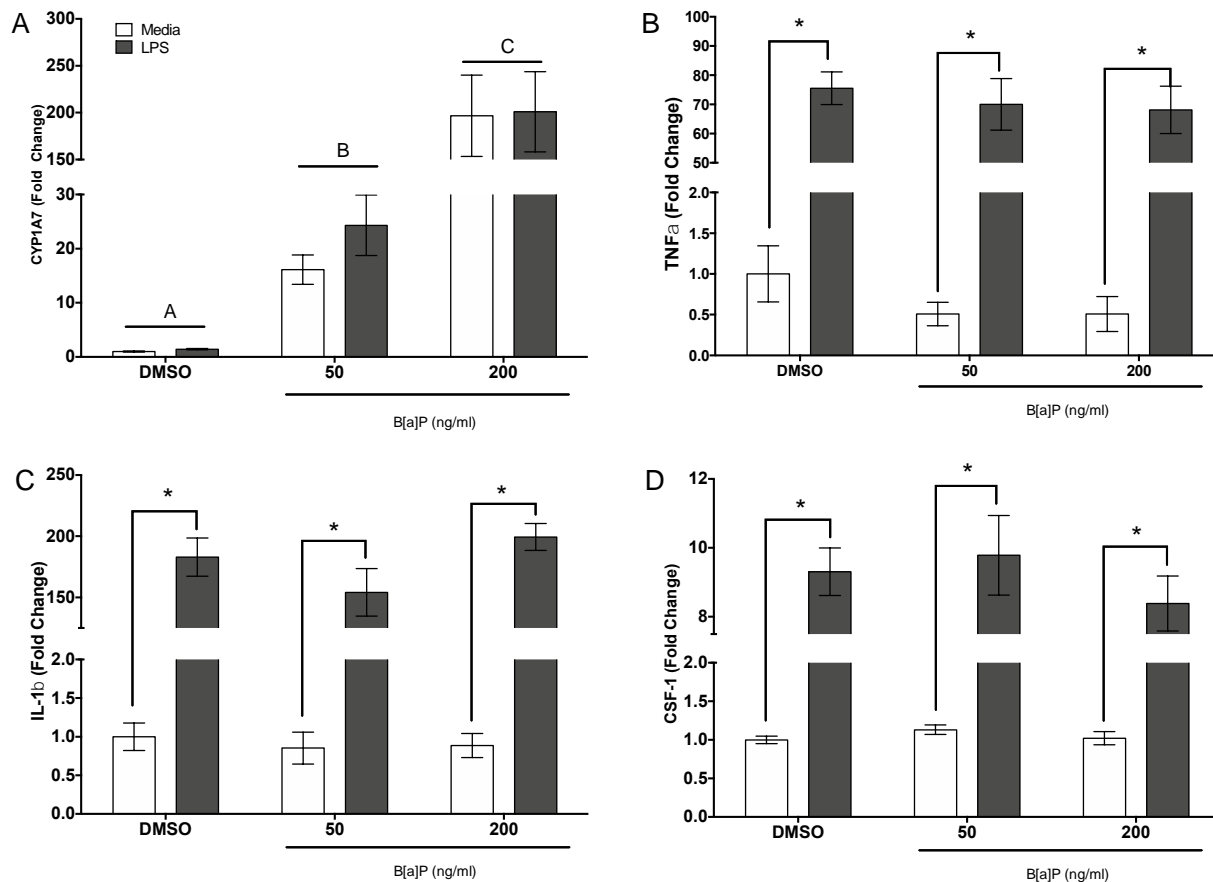 A
CYP1A7 (Fold Change)
300
250
200
150
30
20
10
0
Media
LPS
A
B
C
DMSO
50
200
B[a]P (ng/ml)
B
TNFa (Fold Change)
100
90
80
70
60
50
2.0
1.5
1.0
0.5
0.0
*
*
*
DMSO
50
200
B[a]P (ng/ml)
C
IL-1b (Fold Change)
250
200
150
2.0
1.5
1.0
0.5
0.0
*
*
*
DMSO
50
200
B[a]P (ng/ml)
D
CSF-1 (Fold Change)
12
10
8
2.0
1.5
1.0
0.5
0.0
*
*
*
DMSO
50
200
B[a]P (ng/ml)